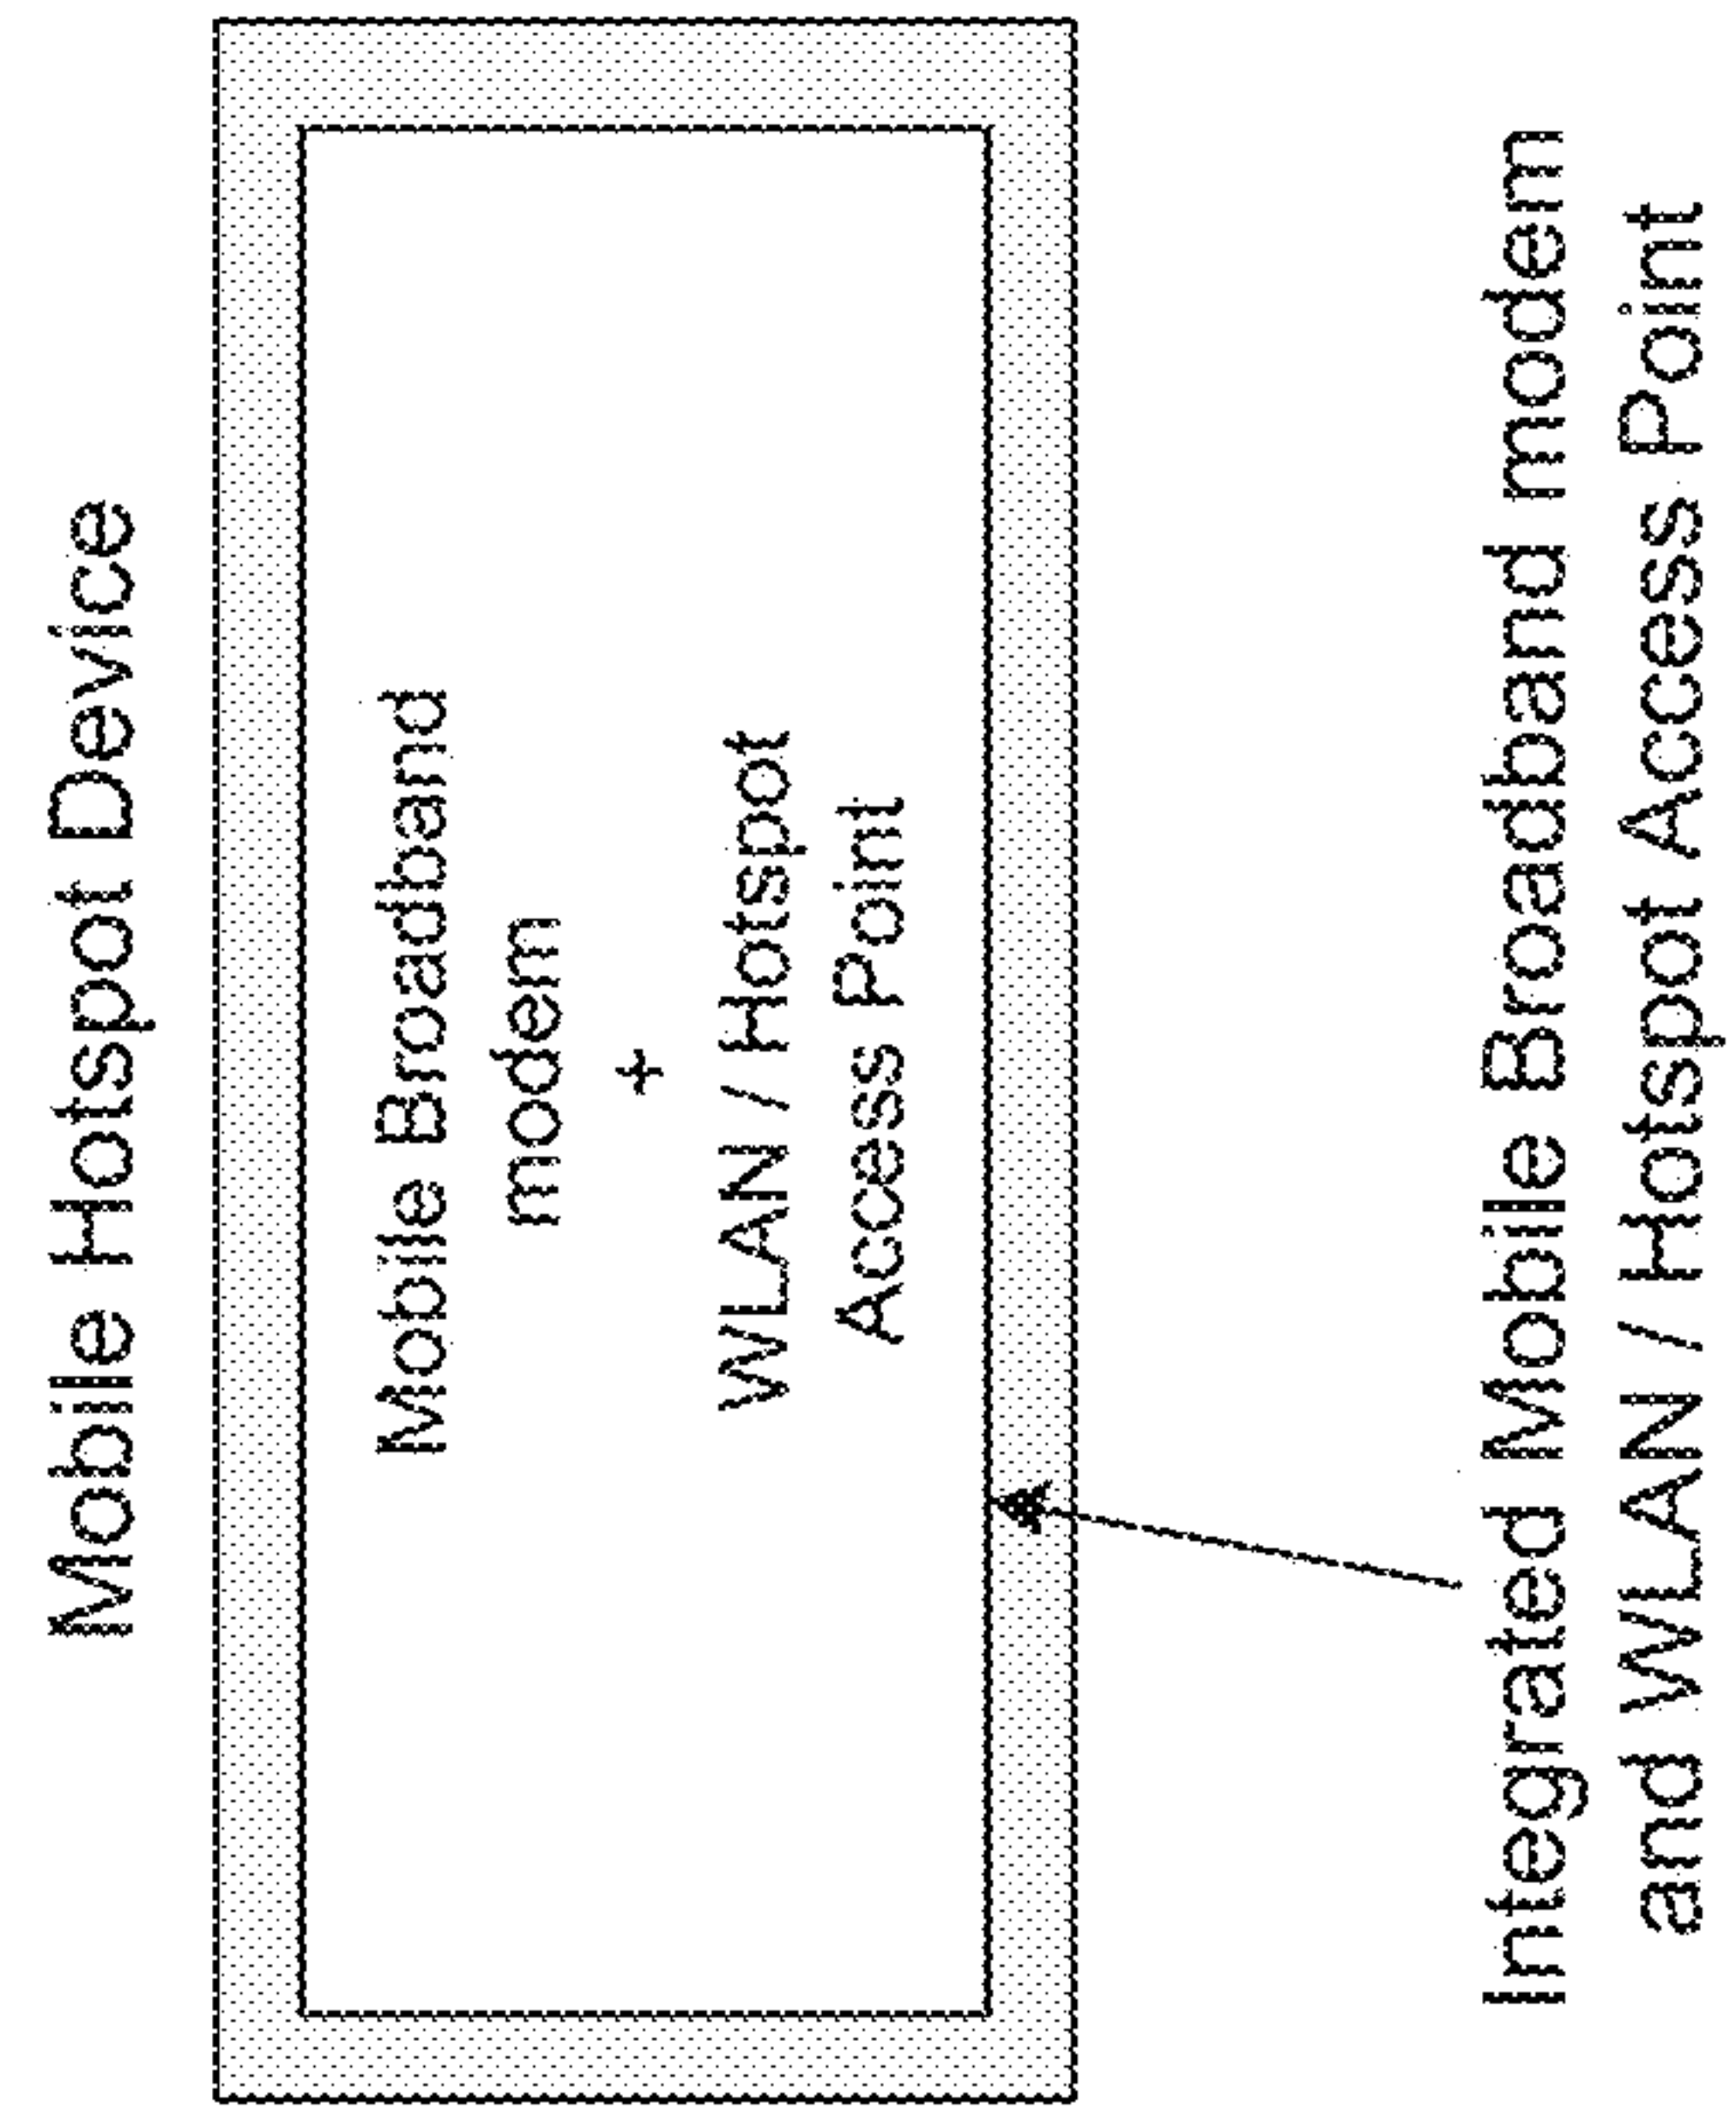 Mobile Hotspot Device
Mobile Broadband
modem
+
WLAN / Hotspot
Access Point
Integrated Mobile Broadband modem
and WLAN / Hotspot Access Point